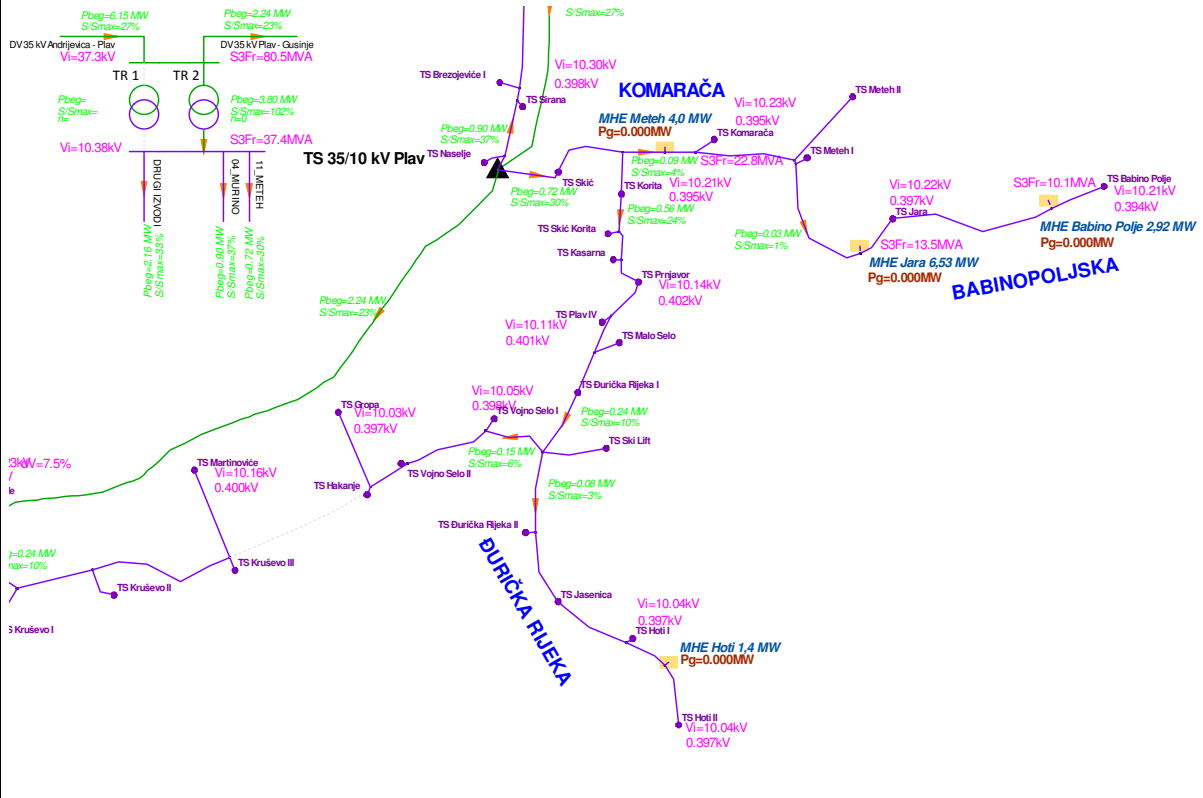 Pbeg=6.15 MW
S/Smax=27%
Pbeg=2.24 MW
S/Smax=23%
DV 35 kV Andrijevica - Plav
DV 35 kV Plav - Gusinje
Vi=37.3kV
S3Fr=80.5MVA
TR 1
TR 2
Pbeg=
S/Smax=
n=
Pbeg=3.80 MW
S/Smax=102%
n=0
S3Fr=37.4MVA
Vi=10.38kV
DRUGI IZVODI
04_MURINO
11_METEH
Pbeg=2.16 MW
S/Smax=33%
Pbeg=0.90 MW
S/Smax=37%
Pbeg=0.72 MW
S/Smax=30%
S/Smax=27%
Vi=10.30kV
0.398kV
TS Brezojeviće I
TS Sirana
Pbeg=0.90 MW
S/Smax=37%
TS 35/10 kV Plav
TS Naselje
Pbeg=0.72 MW
S/Smax=30%
TS Skić
KOMARAČA
MHE Meteh 4,0 MW
Pg=0.000MW
Vi=10.23kV
0.395kV
TS Komarača
TS Meteh II
TS Meteh I
Pbeg=0.09 MW
S/Smax=4%
S3Fr=22.8MVA
TS Korita
Vi=10.21kV
0.395kV
Pbeg=0.56 MW
S/Smax=24%
TS Skić Korita
TS Kasarna
TS Prnjavor
Vi=10.14kV
0.402kV
Pbeg=0.03 MW
S/Smax=1%
Vi=10.22kV
0.397kV
TS Jara
S3Fr=13.5MVA
MHE Jara 6,53 MW
Pg=0.000MW
S3Fr=10.1MVA
TS Babino Polje
Vi=10.21kV
0.394kV
MHE Babino Polje 2,92 MW
Pg=0.000MW
BABINOPOLJSKA
Pbeg=2.24 MW
S/Smax=23%
TS Plav IV
Vi=10.11kV
0.401kV
TS Malo Selo
TS Đurička Rijeka I
Pbeg=0.24 MW
S/Smax=10%
Vi=10.05kV
0.398kV
TS Vojno Selo I
TS Gropa
Vi=10.03kV
0.397kV
Pbeg=0.15 MW
S/Smax=6%
TS Ski Lift
TS Vojno Selo II
TS Hakanje
dV=7.5%
TS Martinoviće
Vi=10.16kV
0.400kV
Pbeg=0.08 MW
S/Smax=3%
TS Đurička Rijeka II
ĐURIČKA RIJEKA
=0.24 MW
max=10%
TS Kruševo III
TS Kruševo II
S Kruševo I
TS Jasenica
Vi=10.04kV
0.397kV
TS Hoti I
MHE Hoti 1,4 MW
Pg=0.000MW
TS Hoti II
Vi=10.04kV
0.397kV